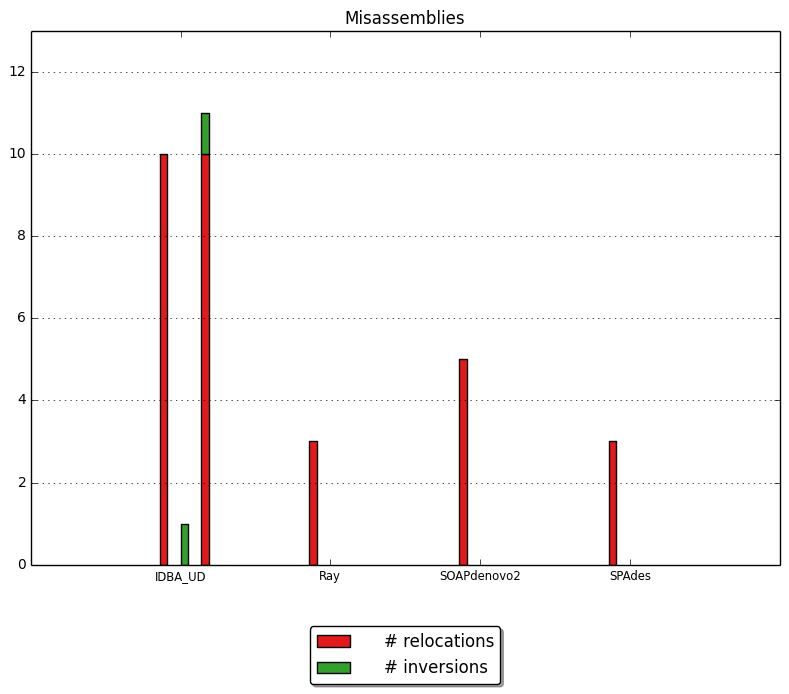 Misassemblies
12
10
8
6
4
2
0
IDBA_UD Ray SOAPdenovo2 SPAdes
# relocations
# inversions